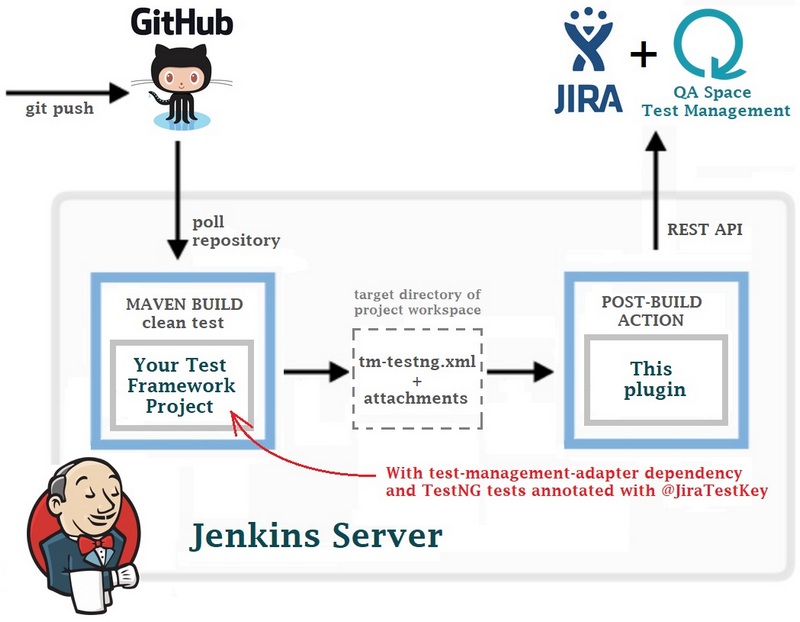 GitHub
git push
JIRA
+
QA Space
Test Management
poll
repository
REST API
MAVEN BUILD
clean test
Your Test
Framework
Project
target directory of
project workspace
tm-testng.xml
+
attachments
POST-BUILD
ACTION
This
plugin
With test-management-adapter dependency
and TestNG tests annotated with @JiraTestKey
Jenkins Server